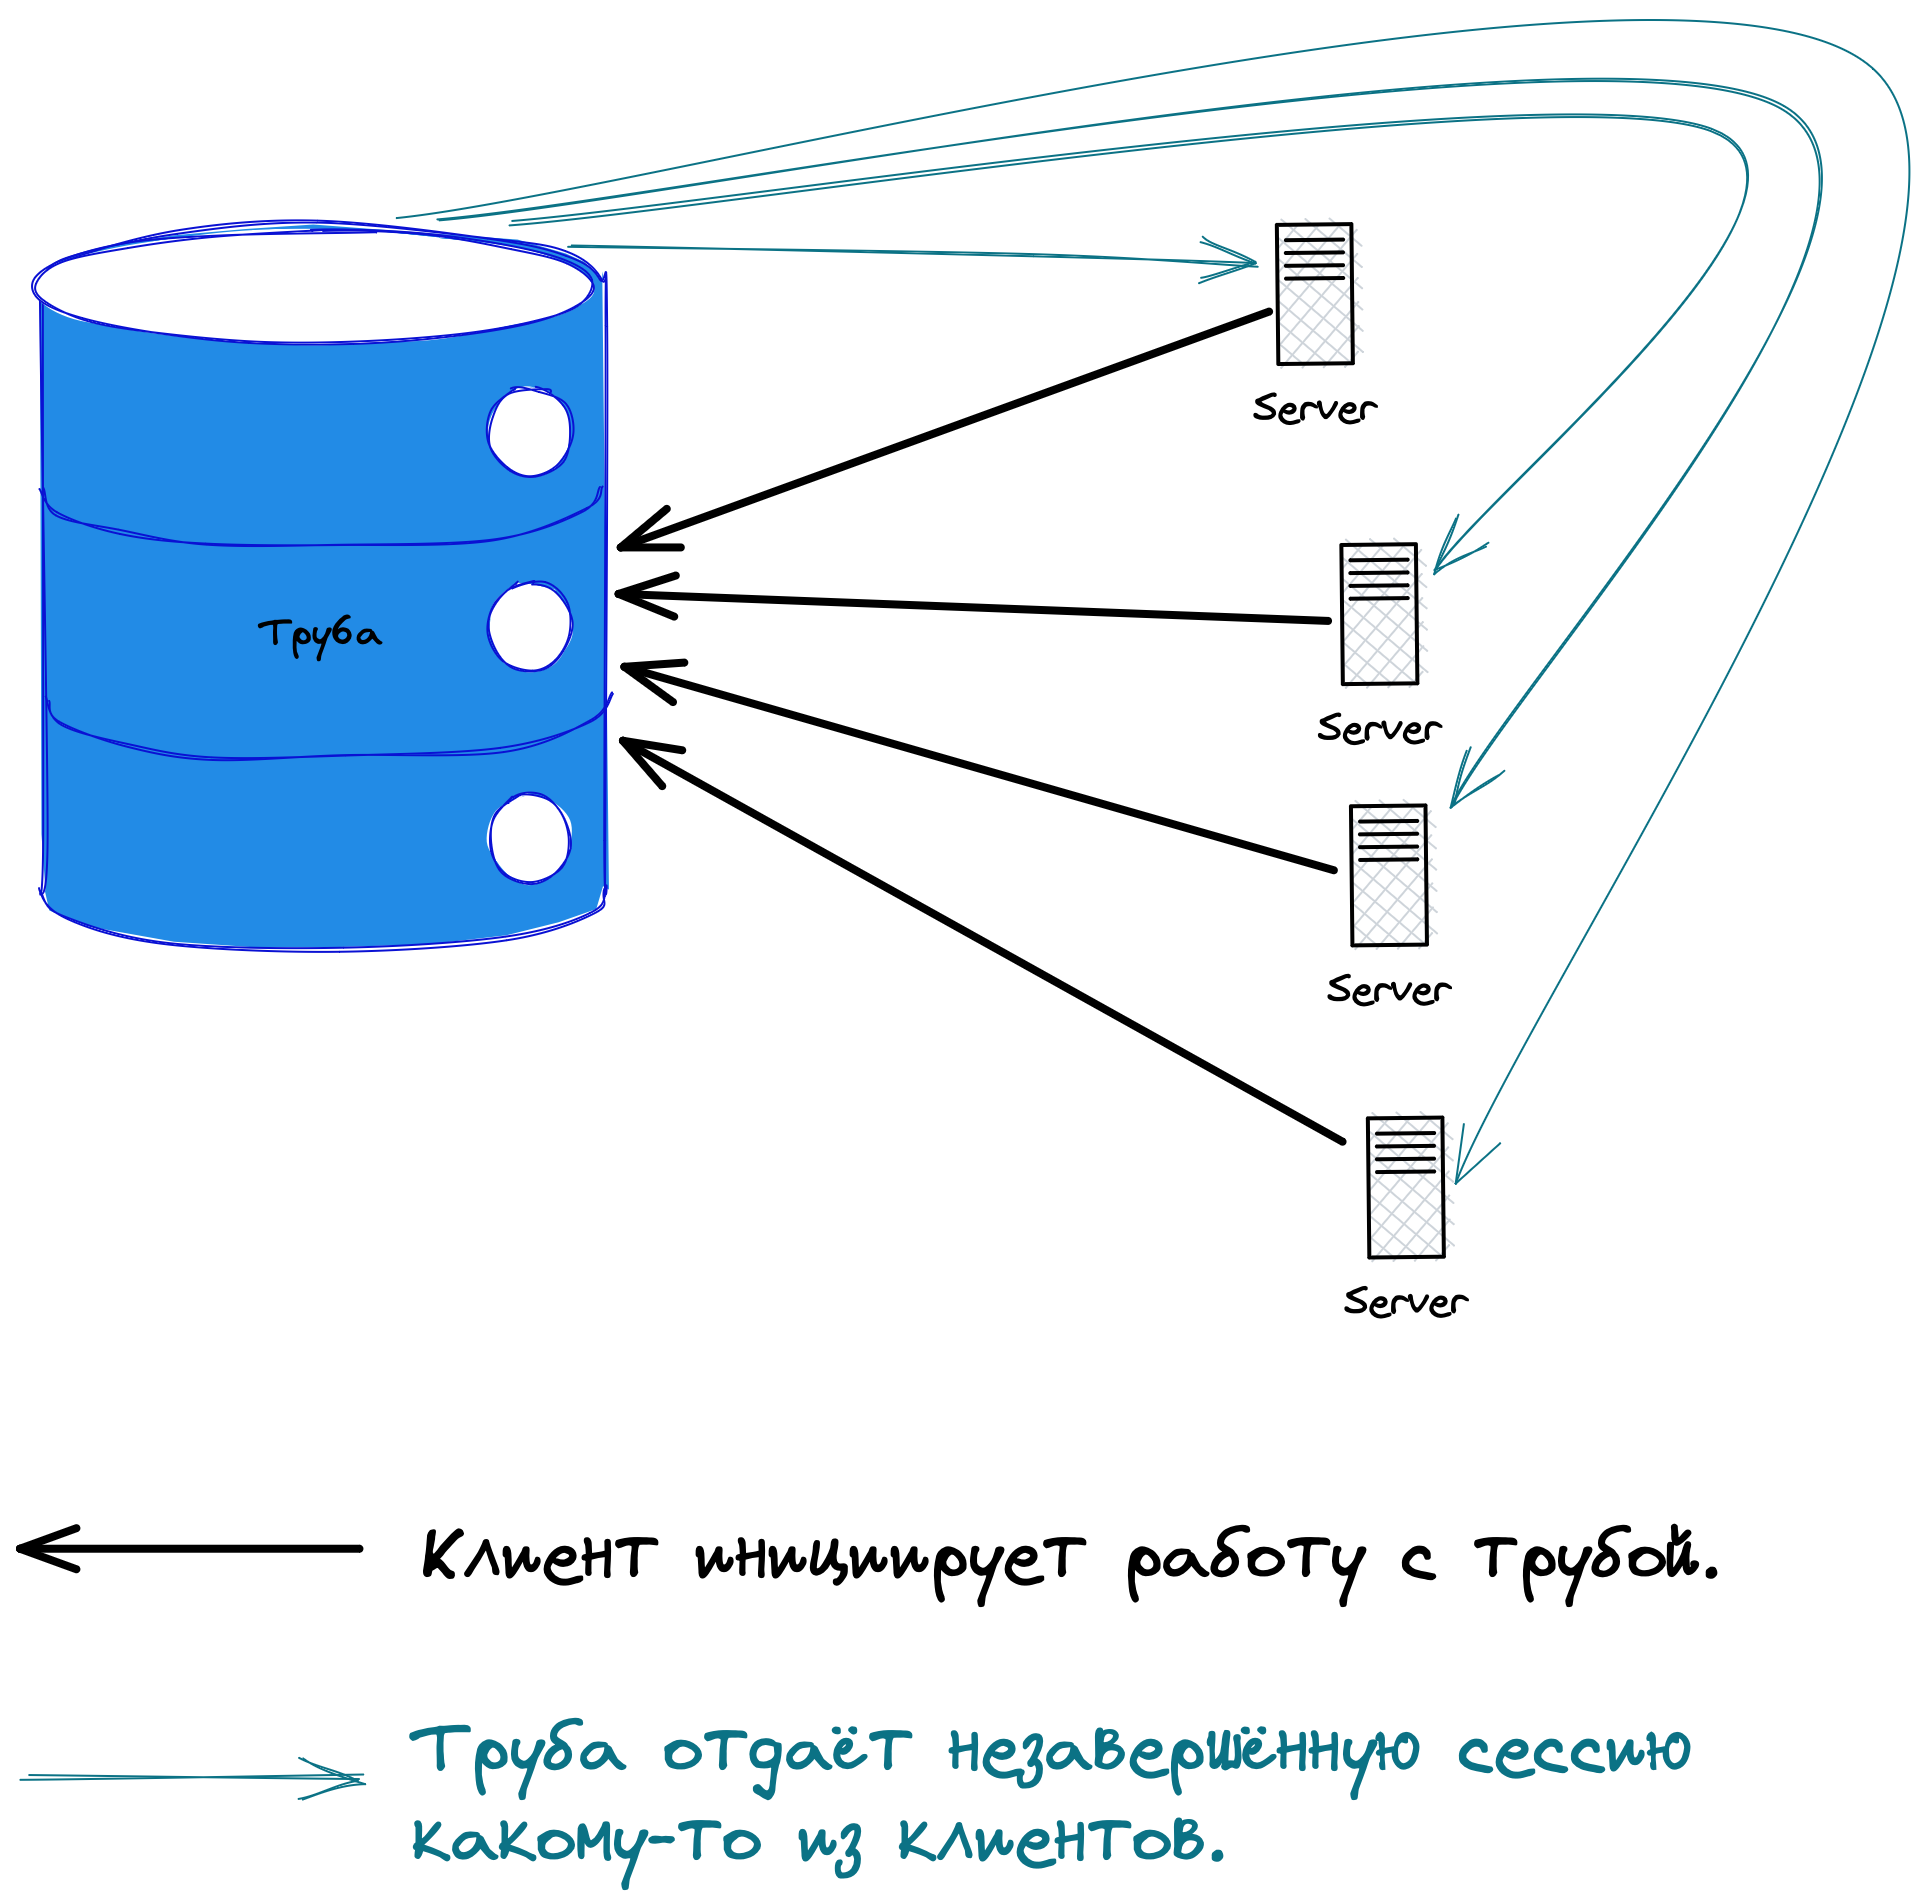 Server
Труба
Server
Server
Server
Клиент инициирует работу с трубой.
Труба отдаёт незавершённую сессию
какому-то из клиентов.